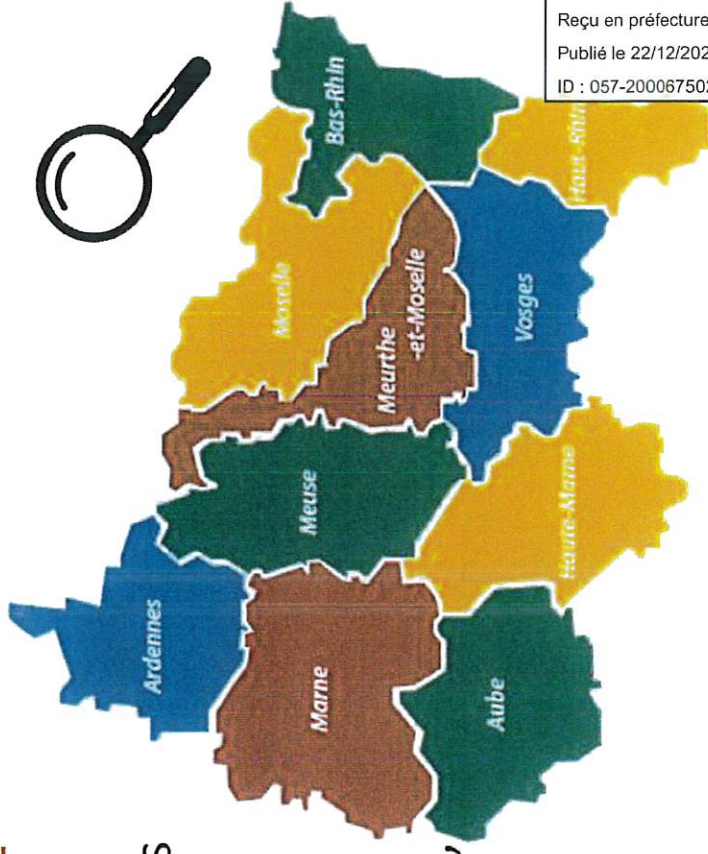 Reçu en préfecture
Publié le 22/12/202
ID : 057-20006750
Bas-Rhin
Haut-Rhin
Moselle
Meurthe
-et-Moselle
Vosges
Meuse
Haute-Marne
Ardennes
Marne
Aube